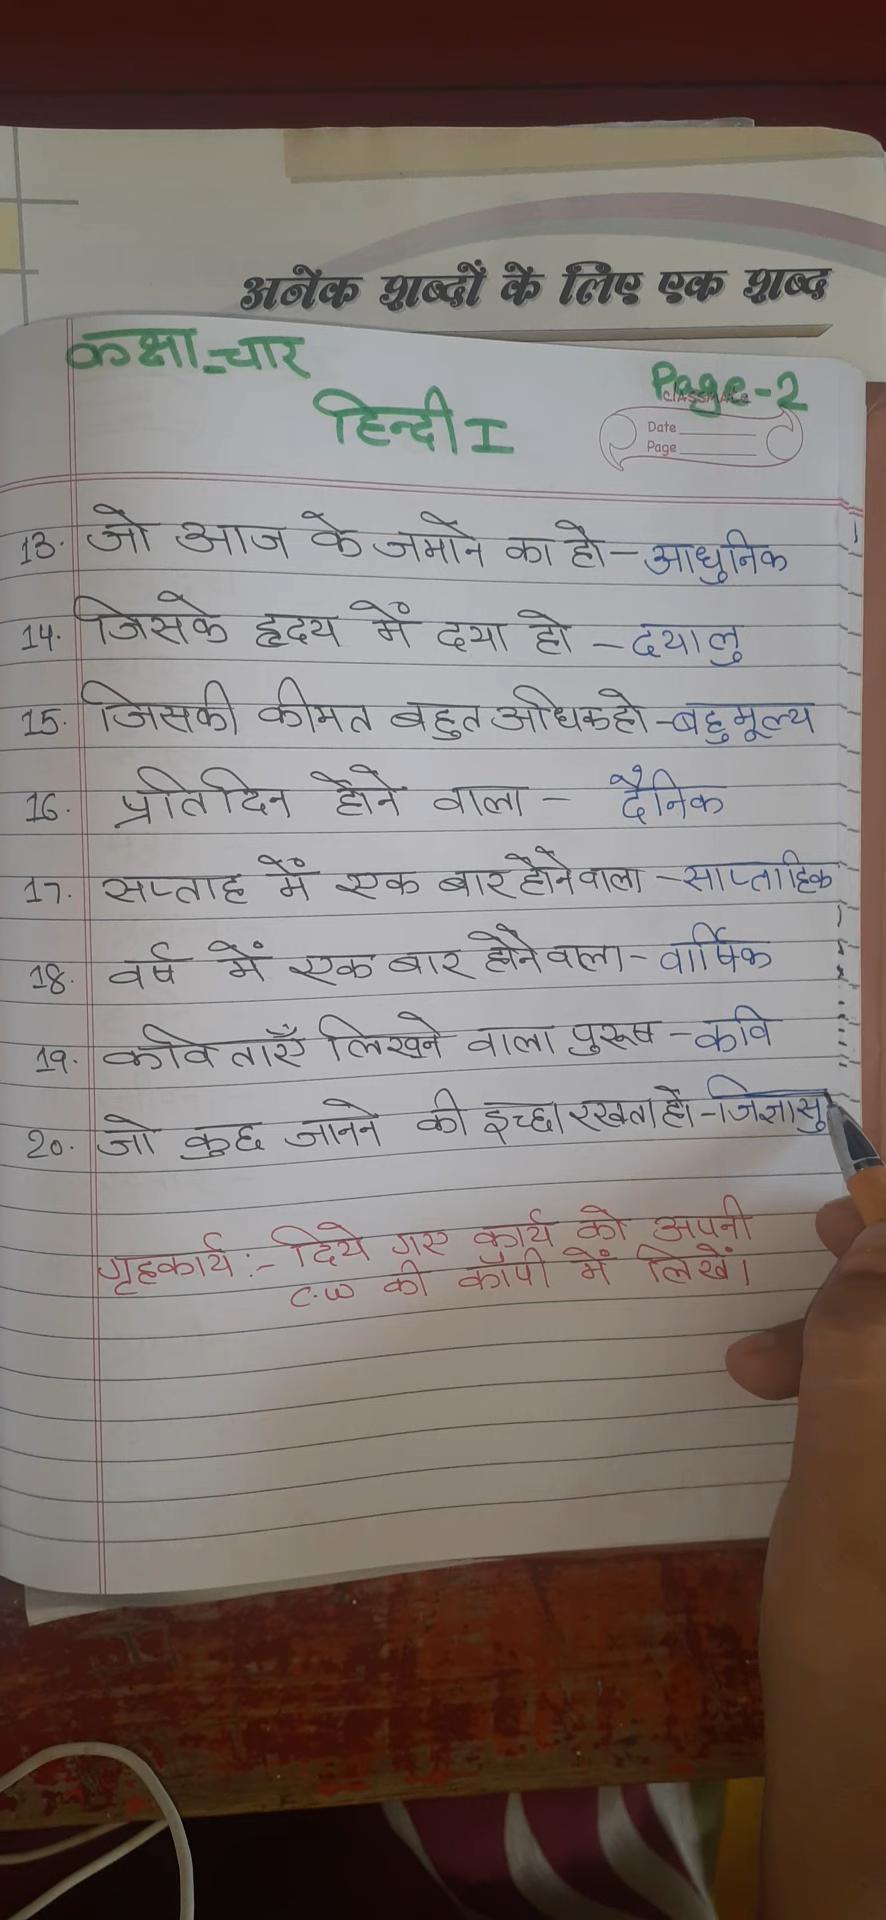 अनेक शब्दों के लिए एक शब्द
कक्षा-चार
Page-2
हिन्दी I
classmate
Date
Page
13. जो आज के जमाने का हो - आधुनिक
14. जिसके हृदय में दया हो - दयालु
15. जिसकी कीमत बहुत अधिक हो - बहुमूल्य
16. प्रतिदिन होने वाला - दैनिक
17. सप्ताह में एक बार होने वाला - साप्ताहिक
18. वर्ष में एक बार होने वाला - वार्षिक
19. कविताएँ लिखने वाला पुरूष - कवि
20. जो कुछ जानने की इच्छा रखता हो - जिज्ञासु
गृहकार्य :- दिये गए कार्य को अपनी
C.W की कॉपी में लिखें।